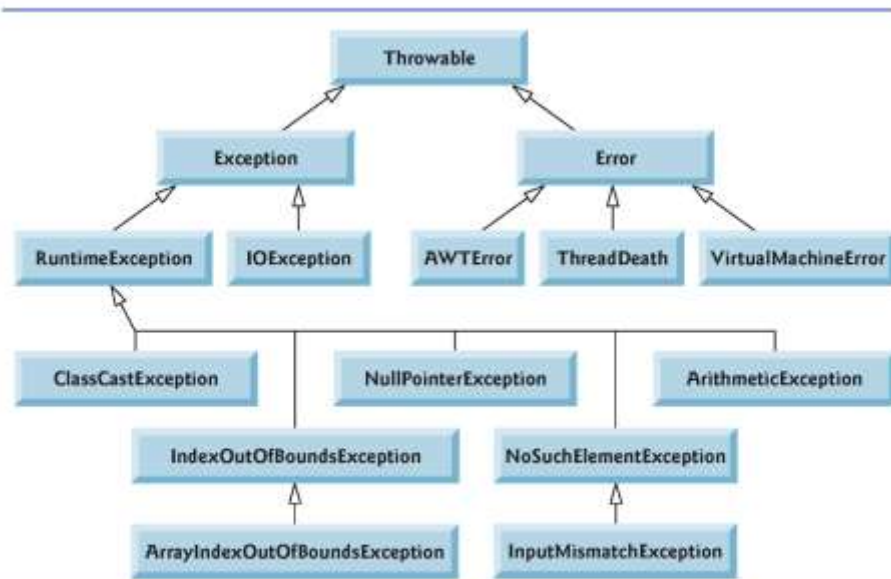 Throwable
Exception
Error
RuntimeException
IOException
AWTError
ThreadDeath
VirtualMachineError
ClassCastException
NullPointerException
ArithmeticException
IndexOutOfBoundsException
NoSuchElementException
ArrayIndexOutOfBoundsException
InputMismatchException